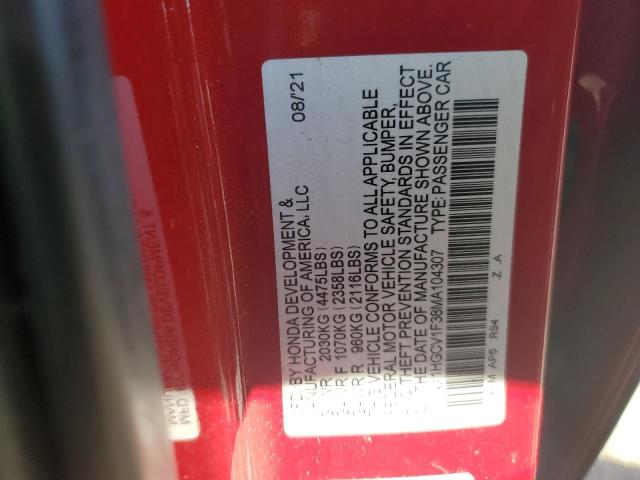 BY HONDA DEVELOPMENT &
MANUFACTURING OF AMERICA, LLC 08/'21
2030KG (4475LBS)
F 1070KG (2358LBS)
R 960KG (2116LBS)
VEHICLE CONFORMS TO ALL APPLICABLE
FEDERAL MOTOR VEHICLE SAFETY, BUMPER,
THEFT PREVENTION STANDARDS IN EFFECT
THE DATE OF MANUFACTURE SHOWN ABOVE.
1HGCV1F38MA104307 TYPE: PASSENGER CAR
AP5 R94 Z A